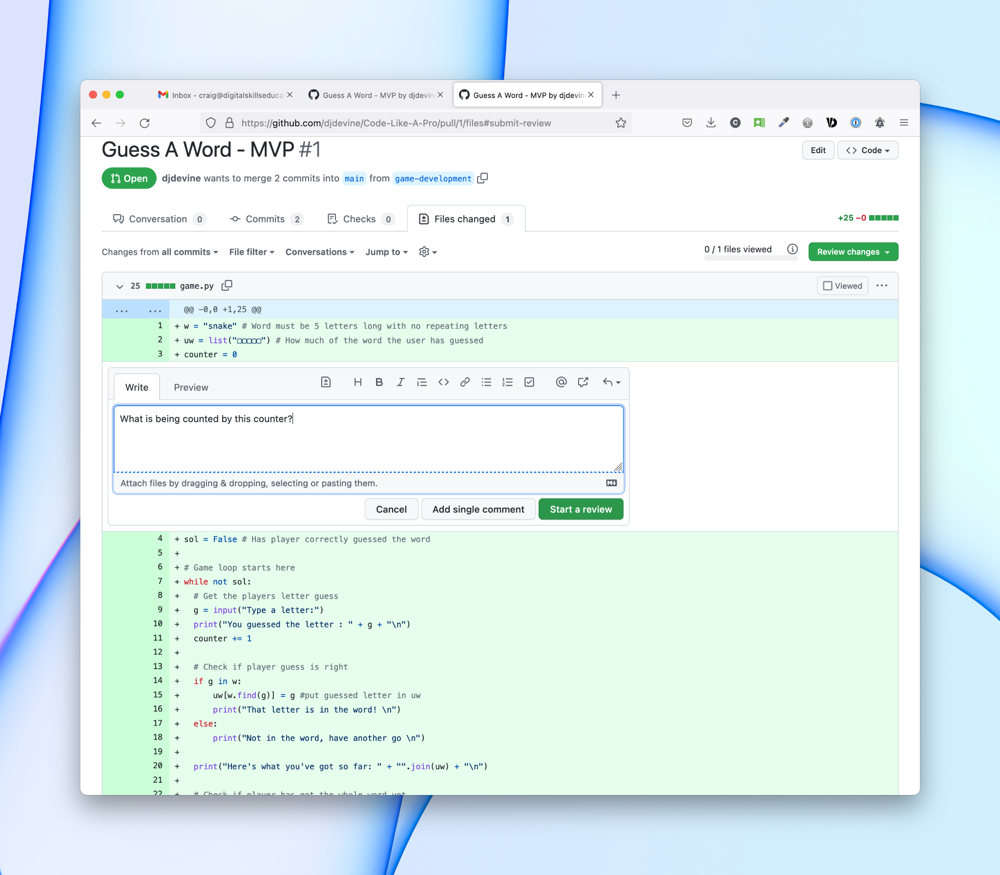 Inbox - craig@digitalskillseduca
Guess A Word - MVP by djdevin
Guess A Word - MVP by djdevin
https://github.com/djdevine/Code-Like-A-Pro/pull/1/files#submit-review
Guess A Word - MVP #1
Edit
Code
Open
djdevine wants to merge 2 commits into main from game-development
Conversation 0
Commits 2
Checks 0
Files changed 1
+25 −0
Changes from all commits
File filter
Conversations
Jump to
0 / 1 files viewed
Review changes
25 game.py
Viewed
... ... @@ -0,0 +1,25 @@
1 + w = "snake" # Word must be 5 letters long with no repeating letters
2 + uw = list("▢▢▢▢▢") # How much of the word the user has guessed
3 + counter = 0
Write
Preview
What is being counted by this counter?
Attach files by dragging & dropping, selecting or pasting them.
Cancel
Add single comment
Start a review
4 + sol = False # Has player correctly guessed the word
5 +
6 + # Game loop starts here
7 + while not sol:
8 + # Get the players letter guess
9 + g = input("Type a letter:")
10 + print("You guessed the letter : " + g + "\n")
11 + counter += 1
12 +
13 + # Check if player guess is right
14 + if g in w:
15 + uw[w.find(g)] = g #put guessed letter in uw
16 + print("That letter is in the word! \n")
17 + else:
18 + print("Not in the word, have another go \n")
19 +
20 + print("Here's what you've got so far: " + "".join(uw) + "\n")
21 +
22 + # Check if player has got the whole word yet